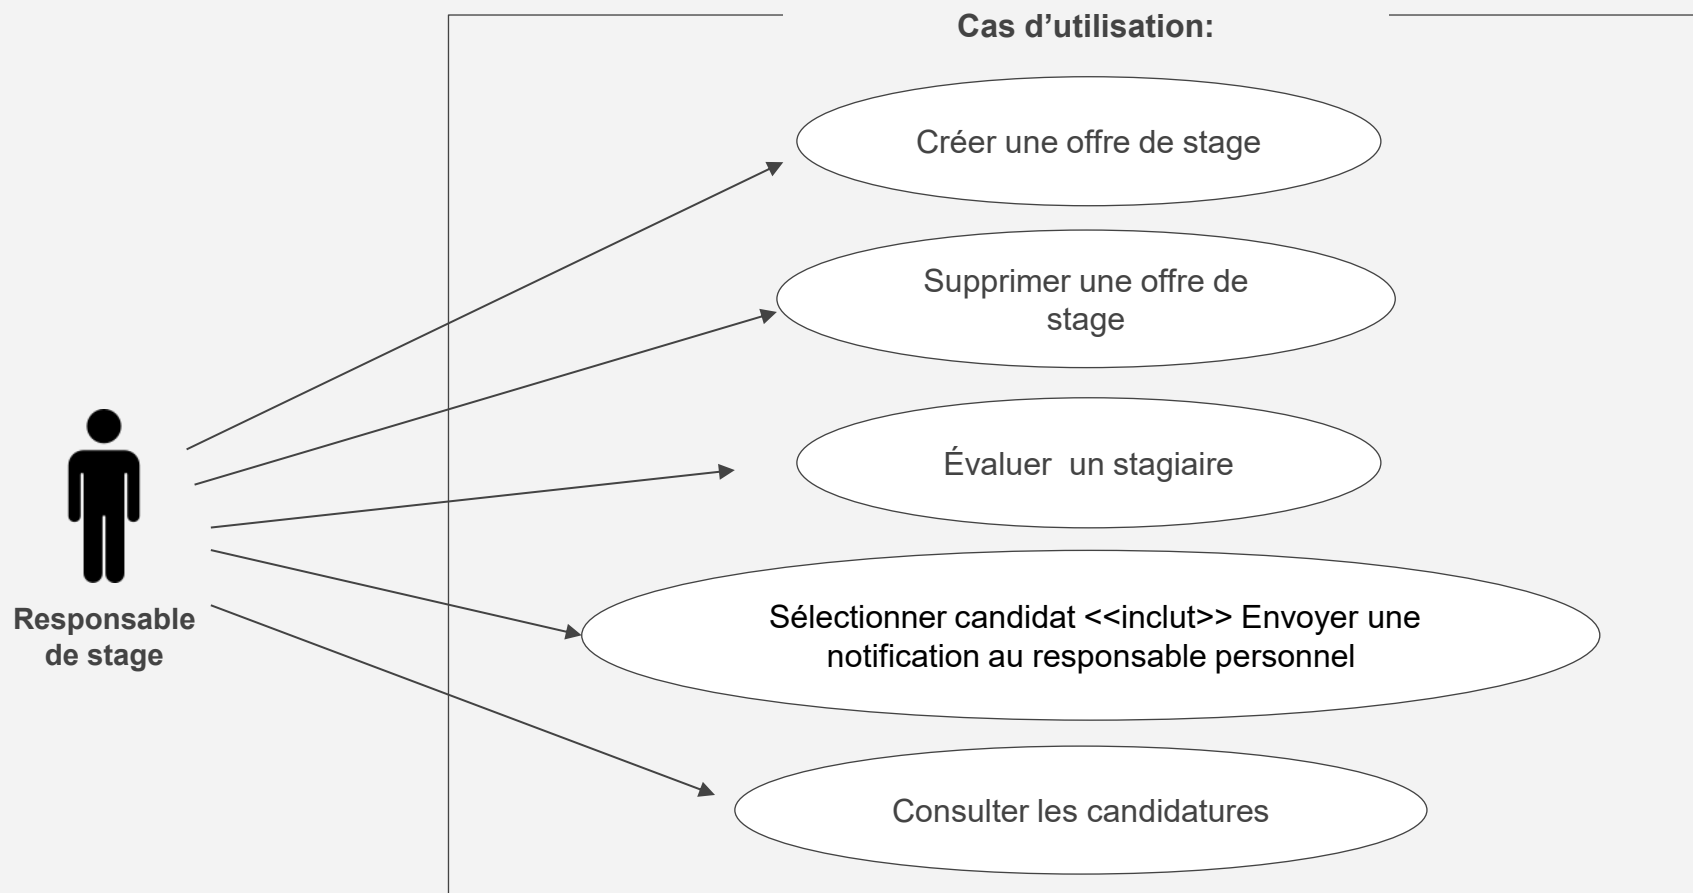 Cas d’utilisation:
Créer une offre de stage
Supprimer une offre de
stage
Évaluer  un stagiaire
Responsable
de stage
Sélectionner candidat <<inclut>> Envoyer une
notification au responsable personnel
Consulter les candidatures